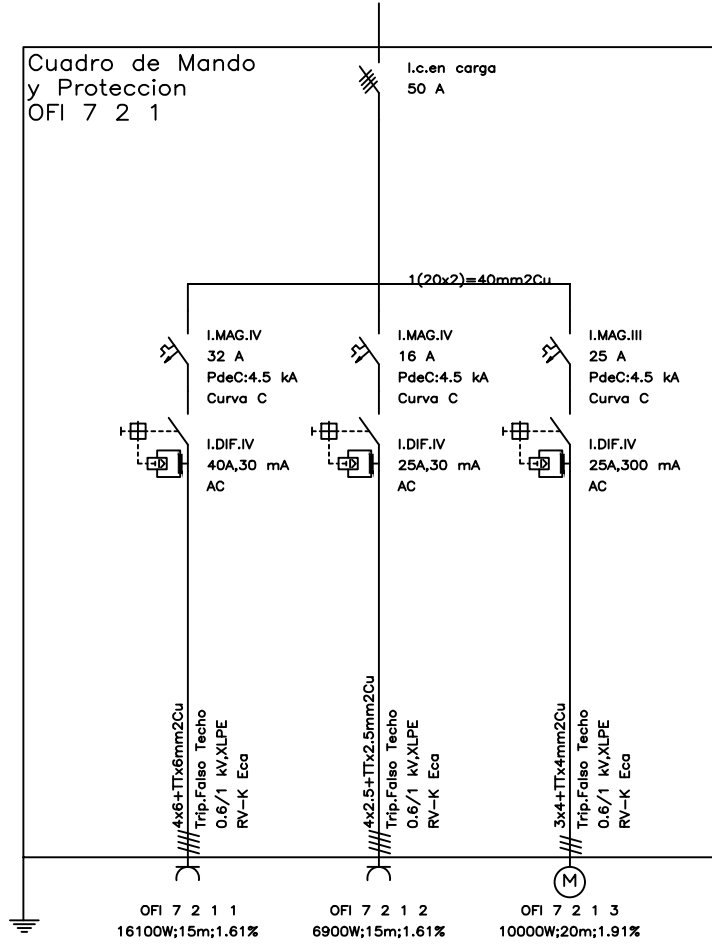 Cuadro de Mando
y Proteccion
OFI 7 2 1
I.c.en carga
50 A
1(20x2)=40mm2Cu
I.MAG.IV
32 A
PdeC:4.5 kA
Curva C
I.DIF.IV
40A,30 mA
AC
I.MAG.IV
16 A
PdeC:4.5 kA
Curva C
I.DIF.IV
25A,30 mA
AC
I.MAG.III
25 A
PdeC:4.5 kA
Curva C
I.DIF.IV
25A,300 mA
AC
4x6+TTx6mm2Cu
Trip.Falso Techo
0.6/1 kV,XLPE
RV-K Eca
4x2.5+TTx2.5mm2Cu
Trip.Falso Techo
0.6/1 kV,XLPE
RV-K Eca
3x4+TTx4mm2Cu
Trip.Falso Techo
0.6/1 kV,XLPE
RV-K Eca
M
OFI 7 2 1 1
16100W;15m;1.61%
OFI 7 2 1 2
6900W;15m;1.61%
OFI 7 2 1 3
10000W;20m;1.91%